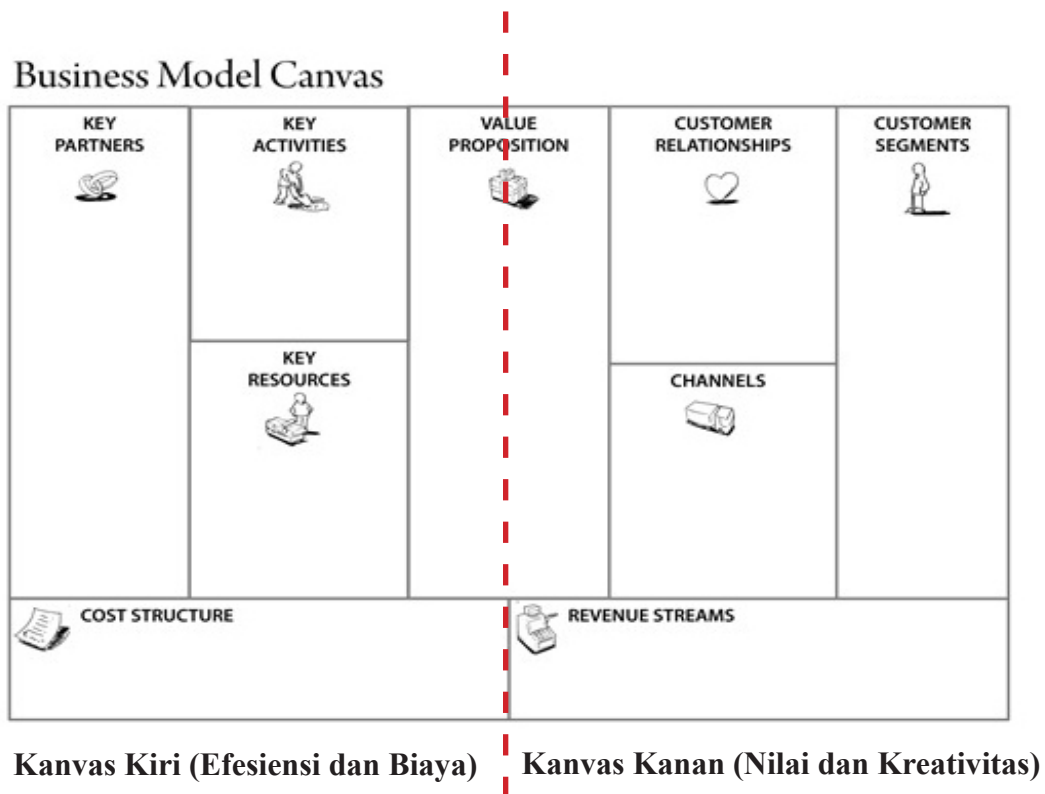 Business Model Canvas
KEY
PARTNERS
KEY
ACTIVITIES
KEY
RESOURCES
VALUE
PROPOSITION
CUSTOMER
RELATIONSHIPS
CHANNELS
CUSTOMER
SEGMENTS
COST STRUCTURE
REVENUE STREAMS
Kanvas Kiri (Efesiensi dan Biaya)
Kanvas Kanan (Nilai dan Kreativitas)